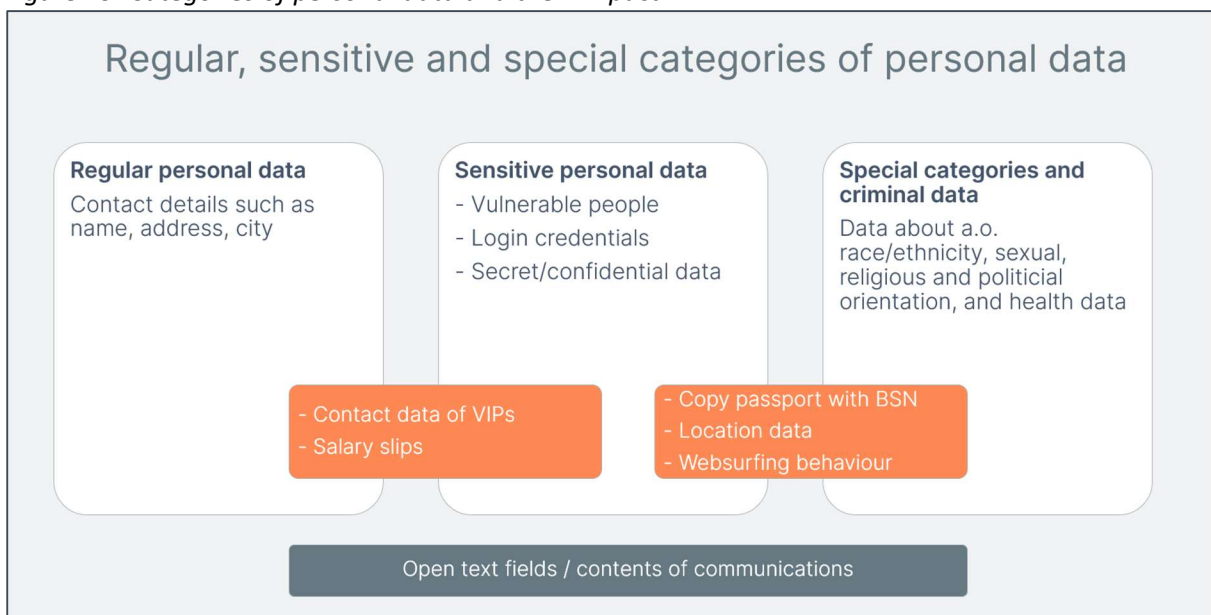 Regular, sensitive and special categories of personal data
Regular personal data
Contact details such as
name, address, city
Sensitive personal data
- Vulnerable people
- Login credentials
- Secret/confidential data
Special categories and
criminal data
Data about a.o.
race/ethnicity, sexual,
religious and politicial
orientation, and health data
- Contact data of VIPs
- Salary slips
- Copy passport with BSN
- Location data
- Websurfing behaviour
Open text fields / contents of communications